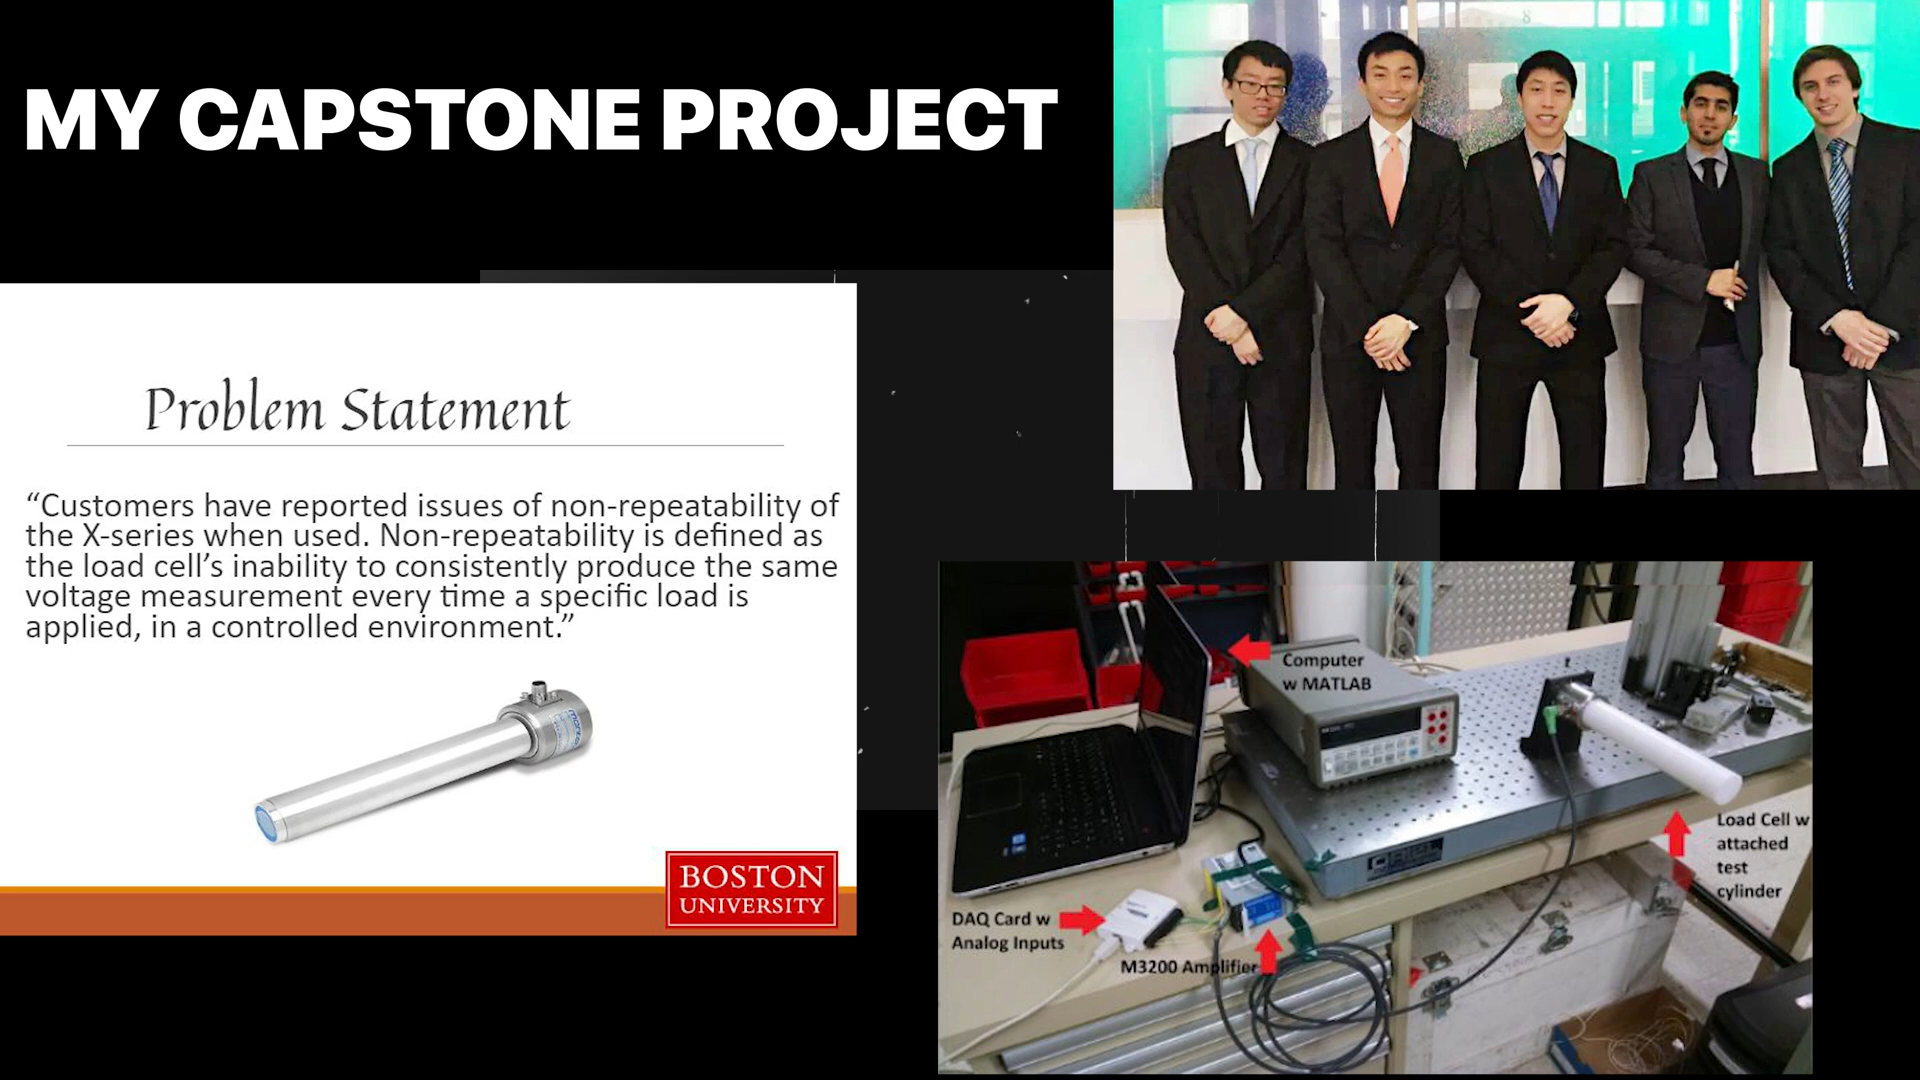 MY CAPSTONE PROJECT
Problem Statement
“Customers have reported issues of non-repeatability of
the X-series when used. Non-repeatability is defined as
the load cell’s inability to consistently produce the same
voltage measurement every time a specific load is
applied, in a controlled environment.”
BOSTON
UNIVERSITY
8
Computer
w MATLAB
Load Cell w
attached
test
cylinder
DAQ Card w
Analog Inputs
M3200 Amplifier